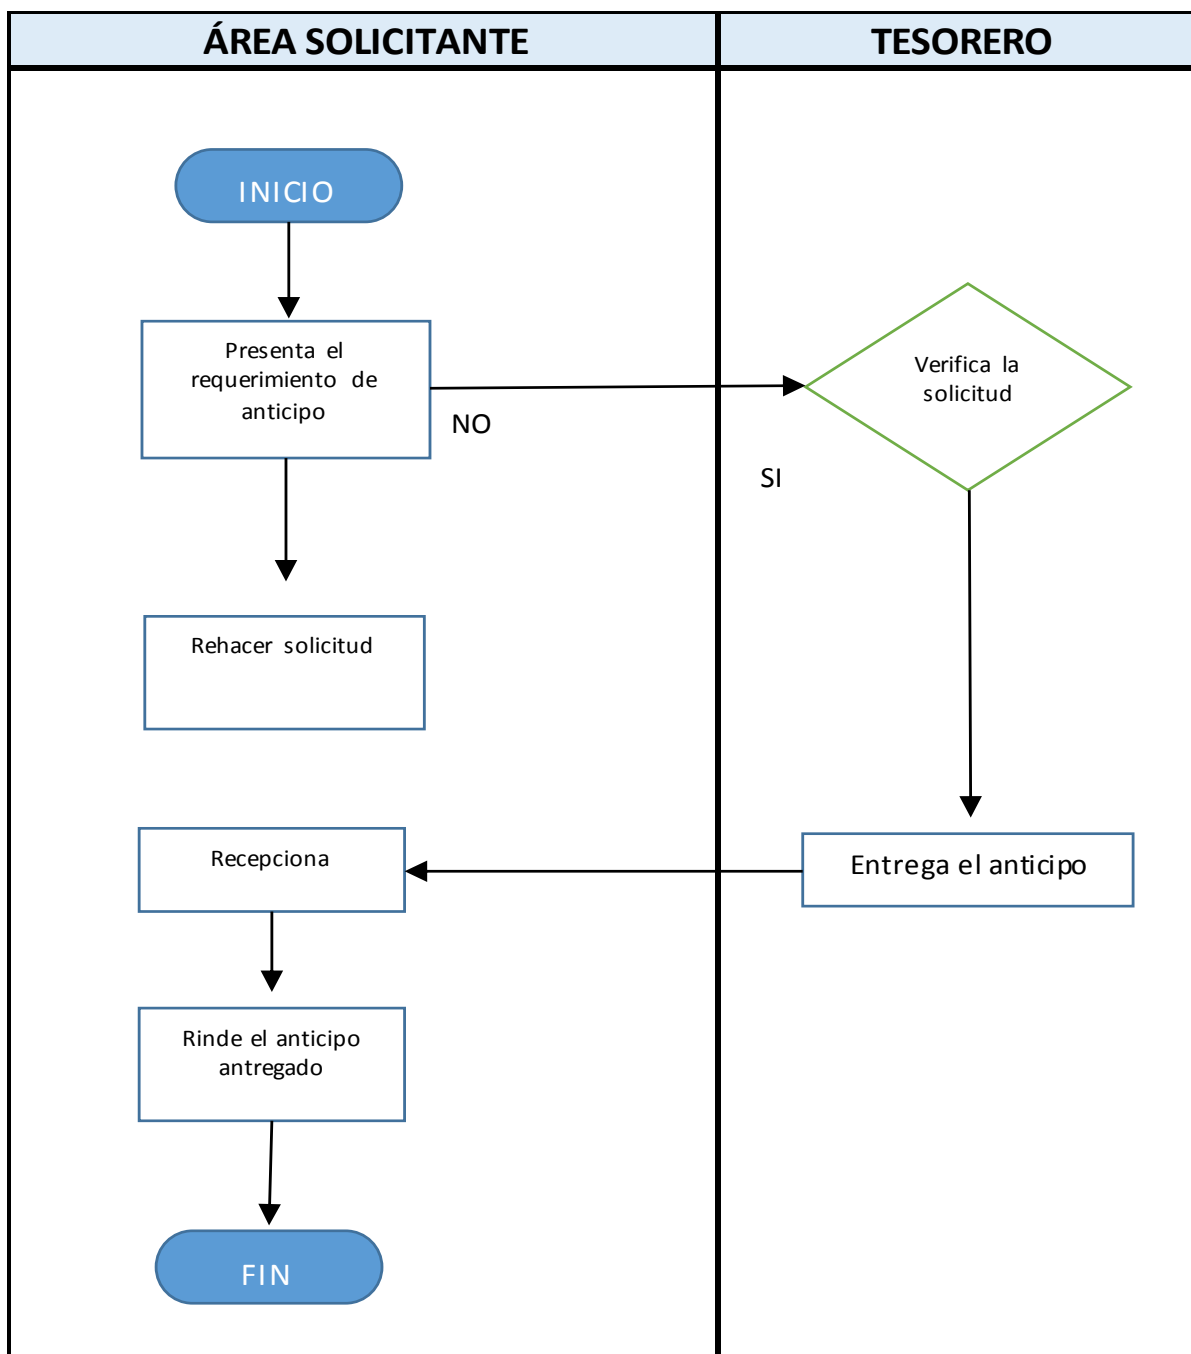 ÁREA SOLICITANTE
TESORERO
INICIO
Presenta el
requerimiento de
anticipo
NO
Verifica la
solicitud
SI
Rehacer solicitud
Recepciona
Entrega el anticipo
Rinde el anticipo
antregado
FIN